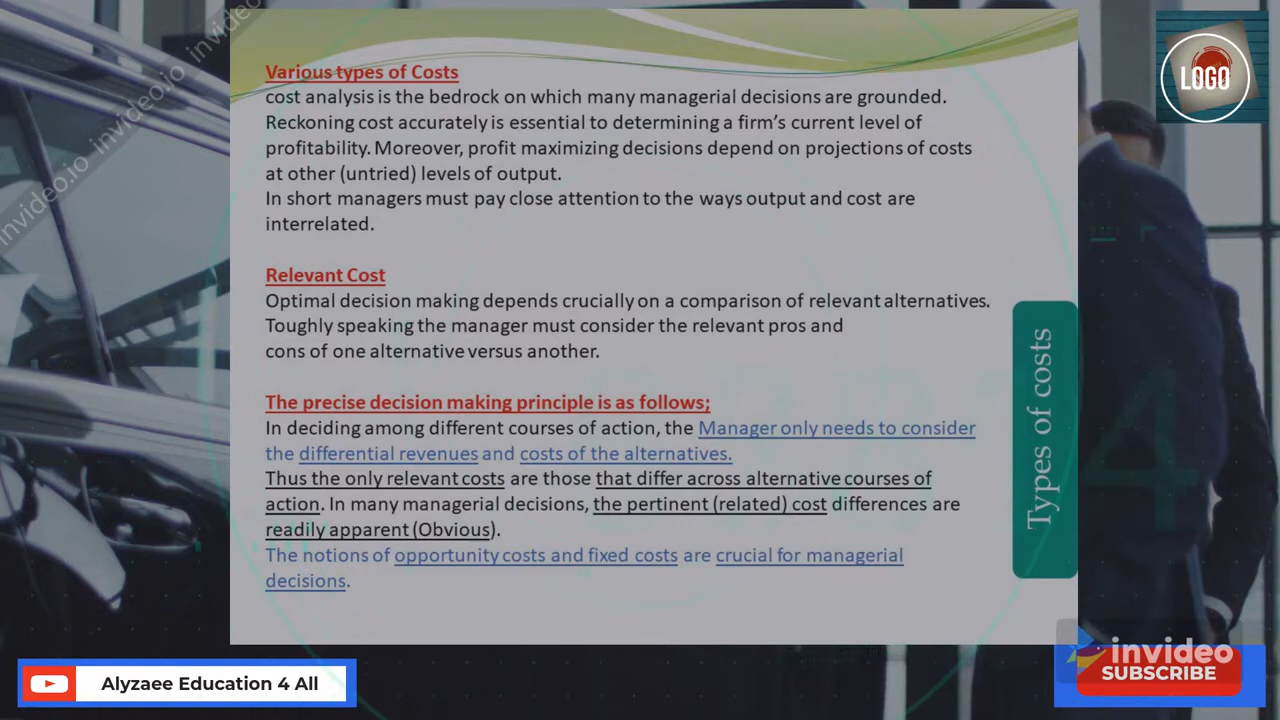 Various types of Costs
cost analysis is the bedrock on which many managerial decisions are grounded.
Reckoning cost accurately is essential to determining a firm's current level of
profitability. Moreover, profit maximizing decisions depend on projections of costs
at other (untried) levels of output.
In short managers must pay close attention to the ways output and cost are
interrelated.
Relevant Cost
Optimal decision making depends crucially on a comparison of relevant alternatives.
Toughly speaking the manager must consider the relevant pros and
cons of one alternative versus another.
The precise decision making principle is as follows;
In deciding among different courses of action, the Manager only needs to consider
the differential revenues and costs of the alternatives.
Thus the only relevant costs are those that differ across alternative courses of
action. In many managerial decisions, the pertinent (related) cost differences are
readily apparent (Obvious).
The notions of opportunity costs and fixed costs are crucial for managerial
decisions.
Types of costs
LOGO
invideo.io invideo.io invideo
Alyzaee Education 4 All
invideo
SUBSCRIBE